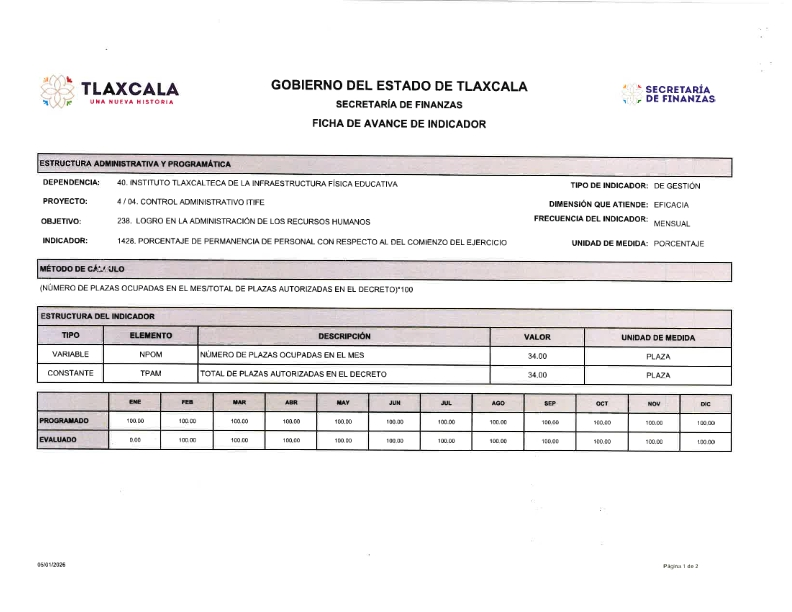 TLAXCALA
UNA NUEVA HISTORIA
GOBIERNO DEL ESTADO DE TLAXCALA
SECRETARÍA DE FINANZAS
FICHA DE AVANCE DE INDICADOR
SECRETARÍA
DE FINANZAS
ESTRUCTURA ADMINISTRATIVA Y PROGRAMÁTICA
DEPENDENCIA: 40. INSTITUTO TLAXCALTECA DE LA INFRAESTRUCTURA FÍSICA EDUCATIVA TIPO DE INDICADOR: DE GESTIÓN
PROYECTO: 4 / 04. CONTROL ADMINISTRATIVO ITIFE DIMENSIÓN QUE ATIENDE: EFICACIA
OBJETIVO: 238. LOGRO EN LA ADMINISTRACIÓN DE LOS RECURSOS HUMANOS FRECUENCIA DEL INDICADOR: MENSUAL
INDICADOR: 1428. PORCENTAJE DE PERMANENCIA DE PERSONAL CON RESPECTO AL DEL COMIENZO DEL EJERCICIO UNIDAD DE MEDIDA: PORCENTAJE
MÉTODO DE CÁLCULO
(NÚMERO DE PLAZAS OCUPADAS EN EL MES/TOTAL DE PLAZAS AUTORIZADAS EN EL DECRETO)*100
ESTRUCTURA DEL INDICADOR
TIPO ELEMENTO DESCRIPCIÓN VALOR UNIDAD DE MEDIDA
VARIABLE NPOM NÚMERO DE PLAZAS OCUPADAS EN EL MES 34.00 PLAZA
CONSTANTE TPAM TOTAL DE PLAZAS AUTORIZADAS EN EL DECRETO 34.00 PLAZA
ENE FEB MAR ABR MAY JUN JUL AGO SEP OCT NOV DIC
PROGRAMADO 100.00 100.00 100.00 100.00 100.00 100.00 100.00 100.00 100.00 100.00 100.00 100.00
EVALUADO 0.00 100.00 100.00 100.00 100.00 100.00 100.00 100.00 100.00 100.00 100.00 100.00
05/01/2026
Página 1 de 2